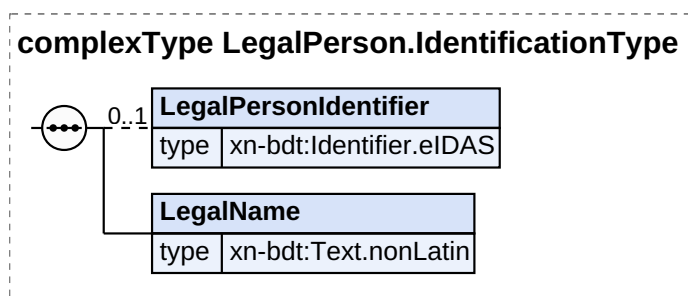 complexType LegalPerson.IdentificationType
0..1
LegalPersonIdentifier
type xn-bdt:Identifier.eIDAS
LegalName
type xn-bdt:Text.nonLatin